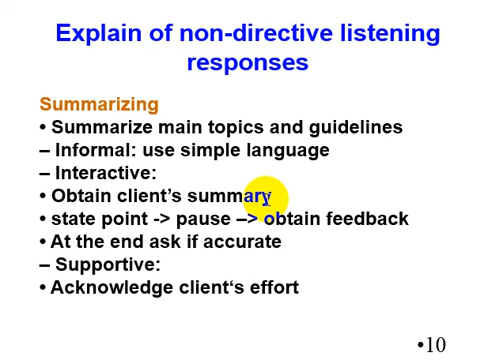 Explain of non-directive listening
responses
Summarizing
• Summarize main topics and guidelines
– Informal: use simple language
– Interactive:
• Obtain client’s summary
• state point -> pause –> obtain feedback
• At the end ask if accurate
– Supportive:
• Acknowledge client‘s effort
•10